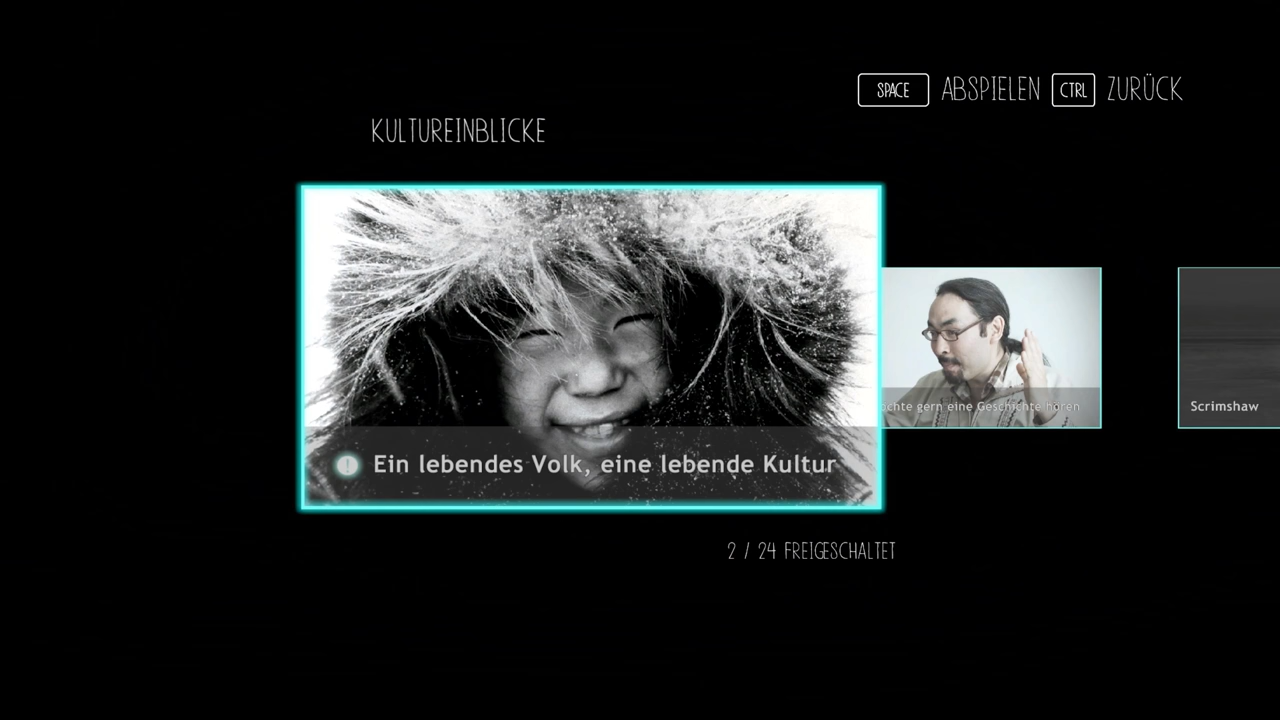 SPACE ABSPIELEN CTRL ZURÜCK
KULTUREINBLICKE
Ein lebendes Volk, eine lebende Kultur
gern eine Geschichte hören
Scrimshaw
2 / 24 FREIGESCHALTET